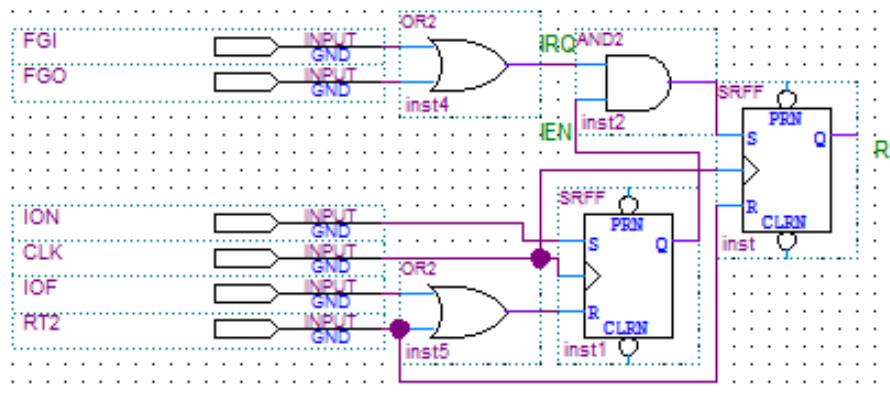 OR2
FGI INPUT IRQ AND2
GND
FGO INPUT SRFF
GND
inst4 PRN
IEN inst2
S Q R
SRFF
R
ION INPUT PRN CLRN
GND S Q inst
CLK INPUT
GND OR2
IOF INPUT
GND R
RT2 INPUT CLRN
GND
inst5 inst1